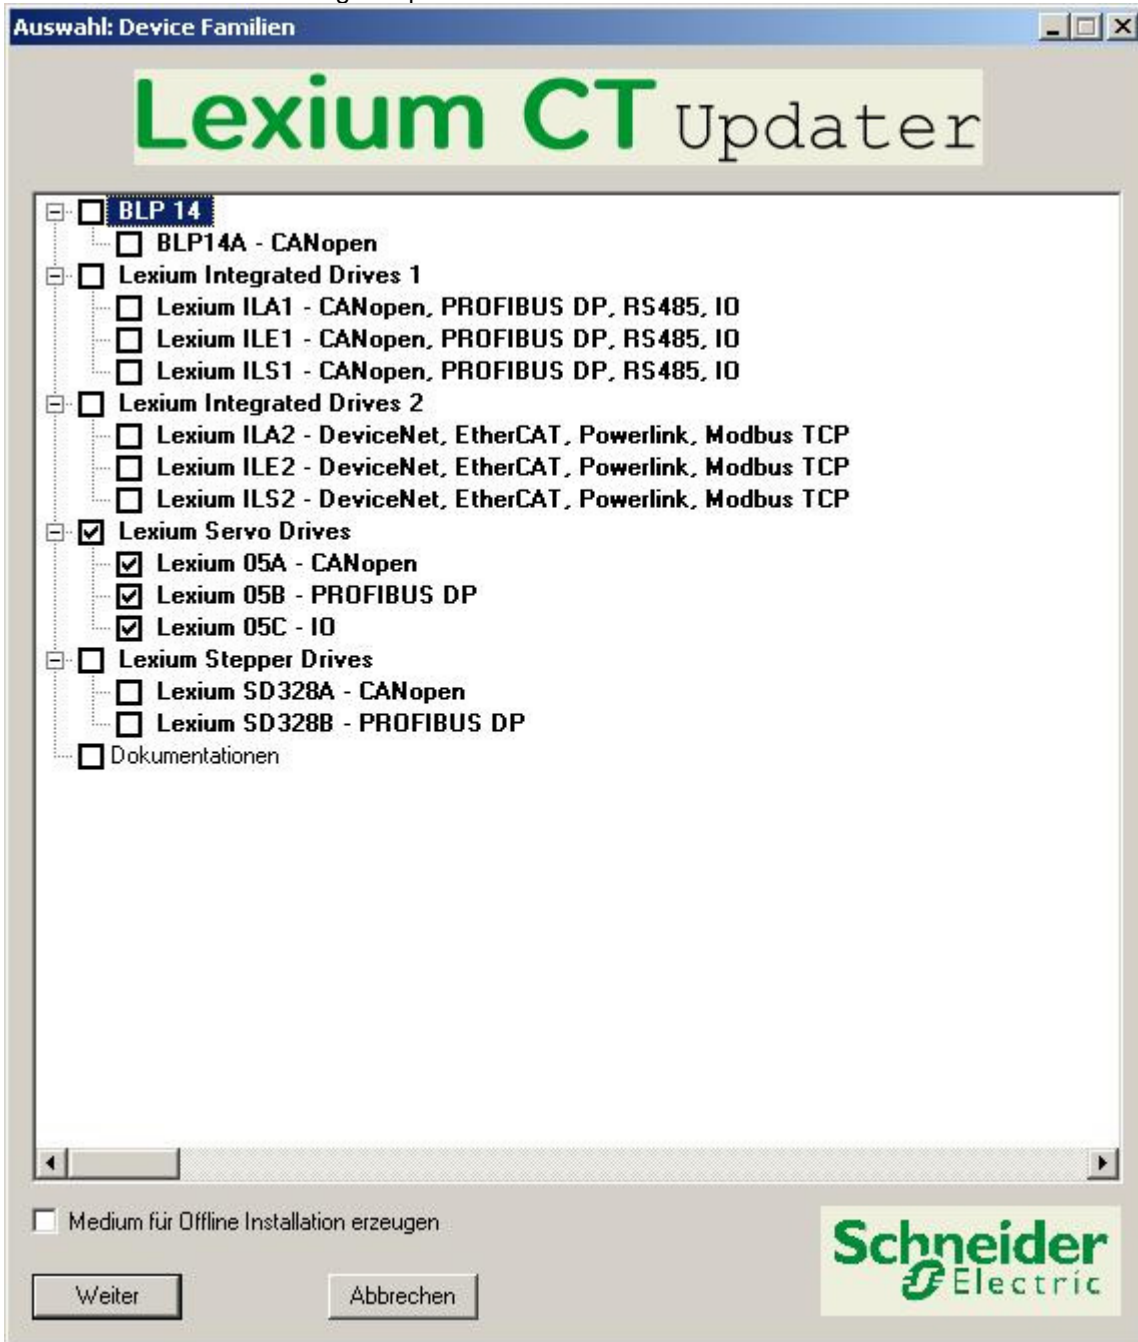 Auswahl: Device Familien
Lexium CT Updater
BLP 14
BLP14A - CANopen
Lexium Integrated Drives 1
Lexium ILA1 - CANopen, PROFIBUS DP, RS485, IO
Lexium ILE1 - CANopen, PROFIBUS DP, RS485, IO
Lexium ILS1 - CANopen, PROFIBUS DP, RS485, IO
Lexium Integrated Drives 2
Lexium ILA2 - DeviceNet, EtherCAT, Powerlink, Modbus TCP
Lexium ILE2 - DeviceNet, EtherCAT, Powerlink, Modbus TCP
Lexium ILS2 - DeviceNet, EtherCAT, Powerlink, Modbus TCP
Lexium Servo Drives
Lexium 05A - CANopen
Lexium 05B - PROFIBUS DP
Lexium 05C - IO
Lexium Stepper Drives
Lexium SD328A - CANopen
Lexium SD328B - PROFIBUS DP
Dokumentationen
Medium für Offline Installation erzeugen
Schneider
Electric
Weiter Abbrechen